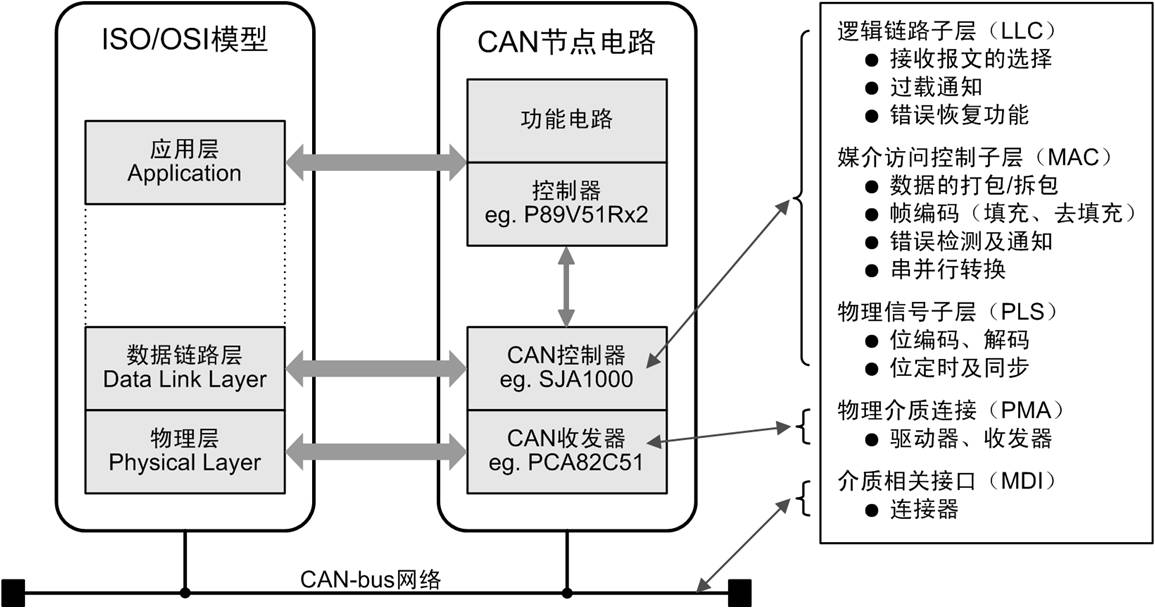 ISO/OSI模型
应用层
Application
数据链路层
Data Link Layer
物理层
Physical Layer
CAN节点电路
功能电路
控制器
eg. P89V51Rx2
CAN控制器
eg. SJA1000
CAN收发器
eg. PCA82C51
CAN-bus网络
逻辑链路子层（LLC）
● 接收报文的选择
● 过载通知
● 错误恢复功能
媒介访问控制子层（MAC）
● 数据的打包/拆包
● 帧编码（填充、去填充）
● 错误检测及通知
● 串并行转换
物理信号子层（PLS）
● 位编码、解码
● 位定时及同步
物理介质连接（PMA）
● 驱动器、收发器
介质相关接口（MDI）
● 连接器